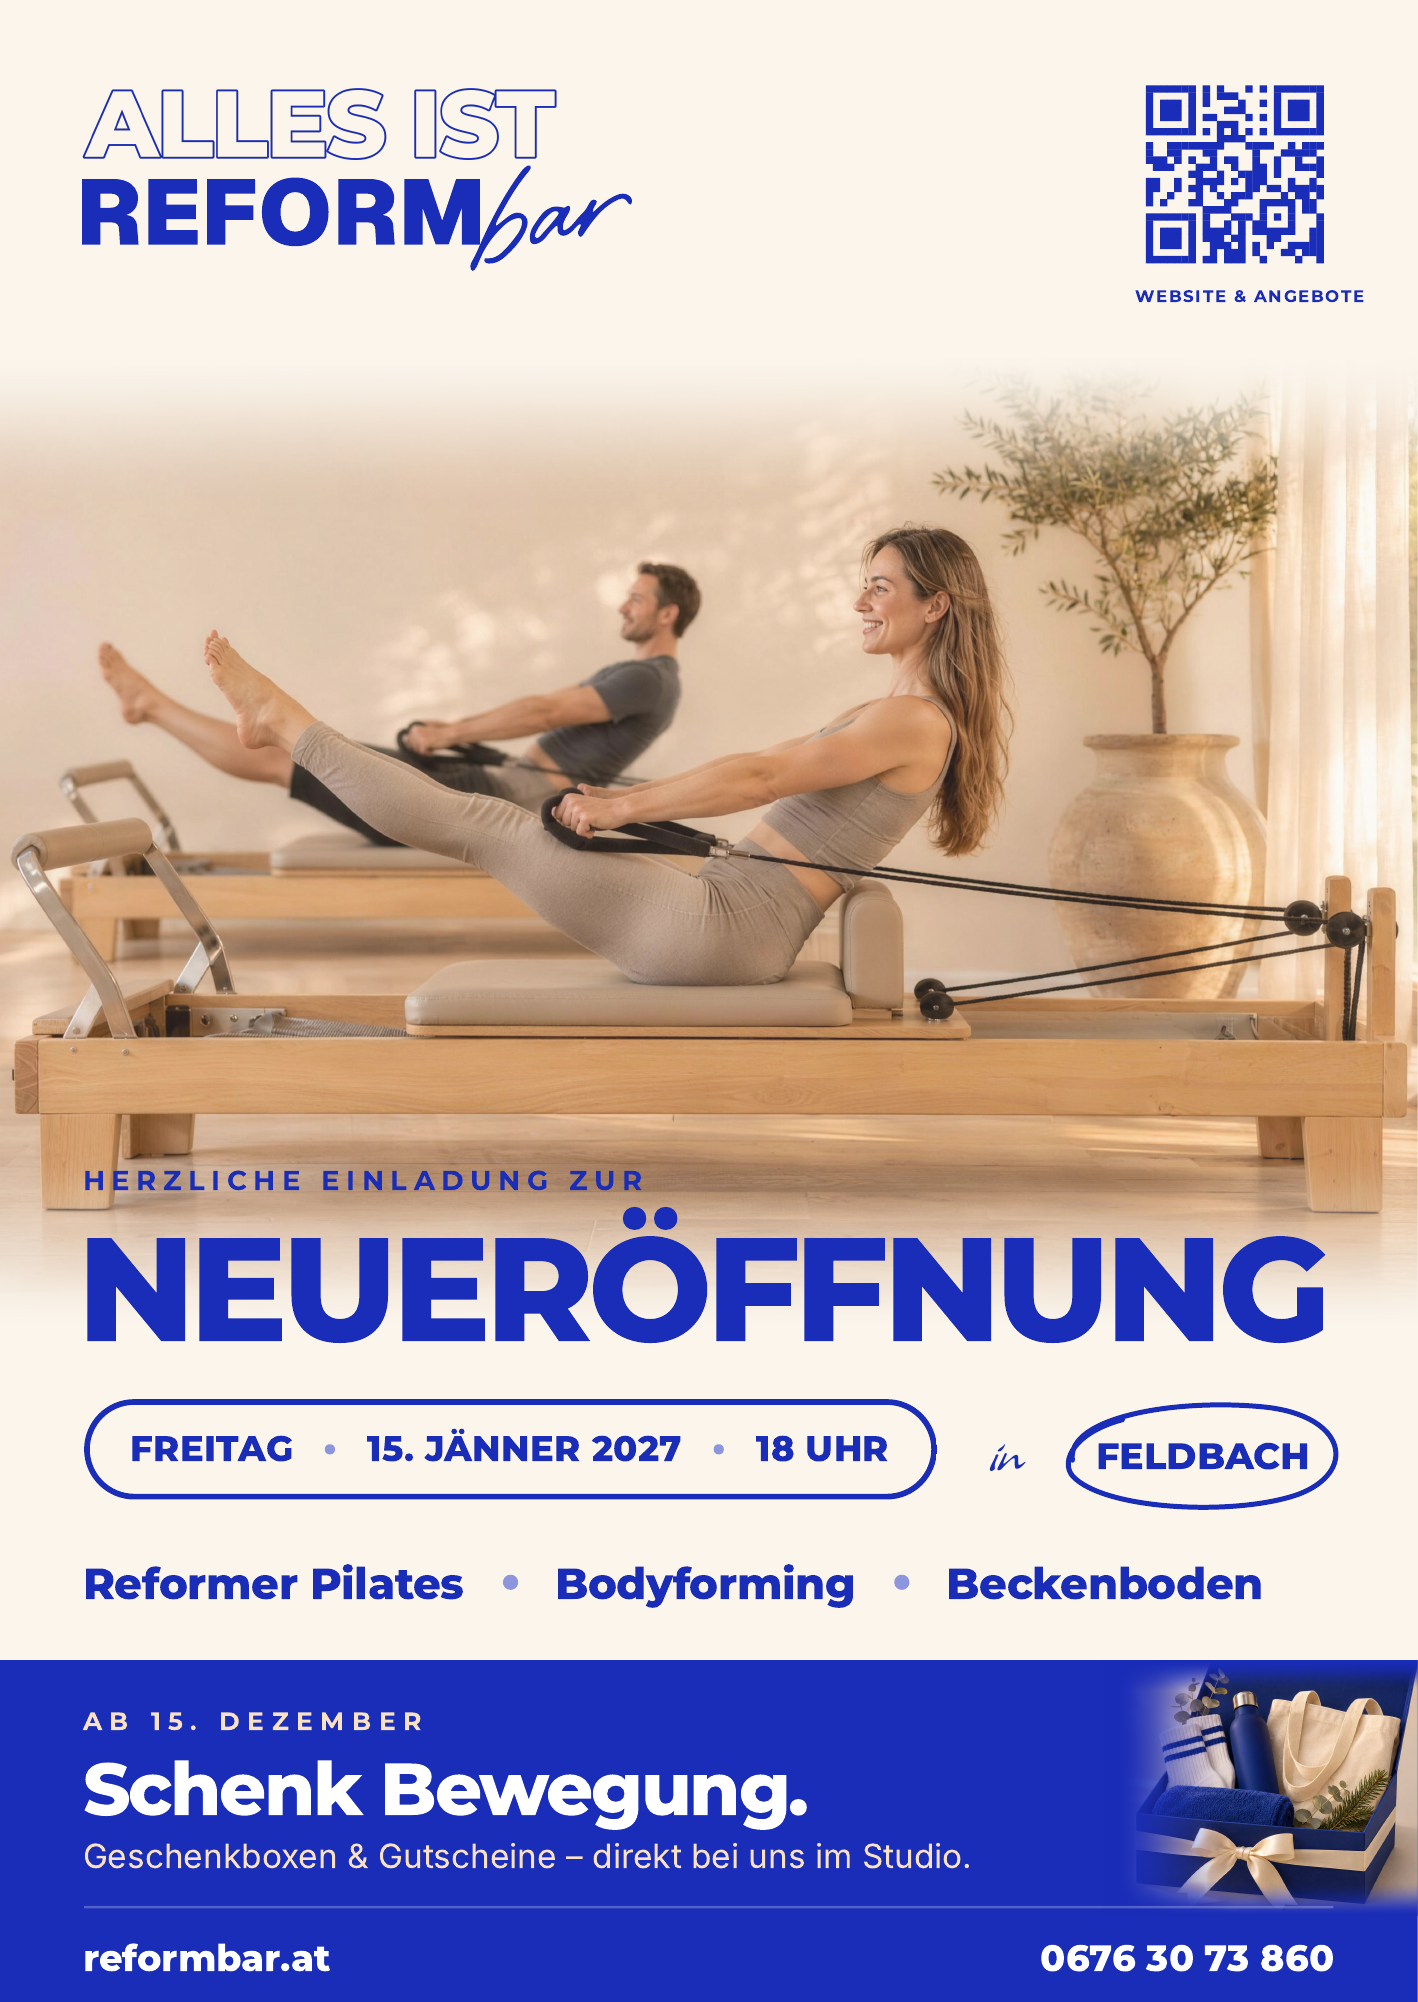 ALLES IST
REFORMbar
WEBSITE & ANGEBOTE
HERZLICHE EINLADUNG ZUR
NEUERÖFFNUNG
FREITAG • 15. JÄNNER 2027 • 18 UHR in FELDBACH
Reformer Pilates • Bodyforming • Beckenboden
AB 15. DEZEMBER
Schenk Bewegung.
Geschenkboxen & Gutscheine – direkt bei uns im Studio.
reformbar.at 0676 30 73 860